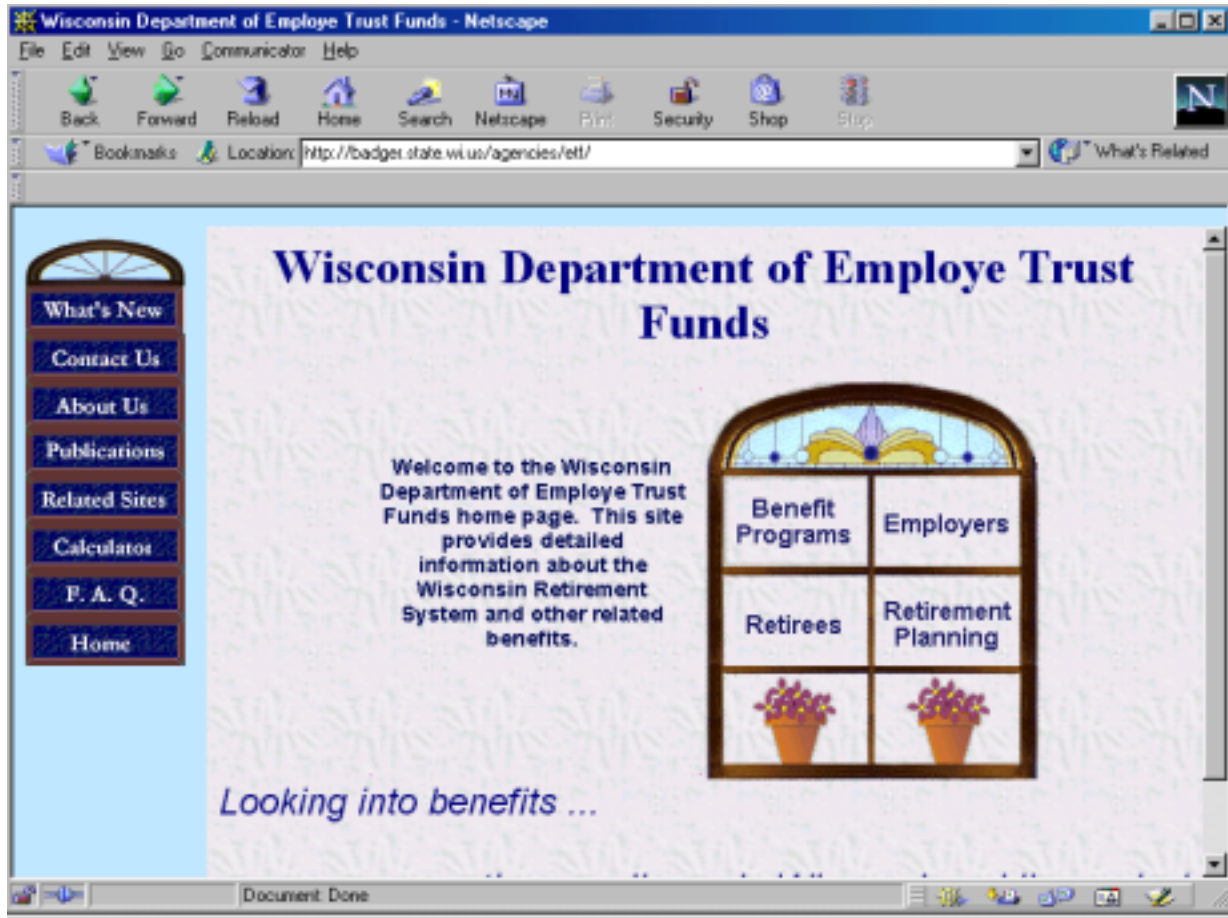 Wisconsin Department of Employe Trust Funds - Netscape
File Edit View Go Communicator Help
Back Forward Reload Home Search Netscape Print Security Shop Stop
N
Bookmarks Location: http://badger.state.wi.us/agencies/etf/ What's Related
What's New
Contact Us
About Us
Publications
Related Sites
Calculator
F. A. Q.
Home
Wisconsin Department of Employe Trust
Funds
Welcome to the Wisconsin
Department of Employe Trust
Funds home page. This site
provides detailed
information about the
Wisconsin Retirement
System and other related
benefits.
Benefit
Programs
Employers
Retirees
Retirement
Planning
Looking into benefits ...
Document: Done